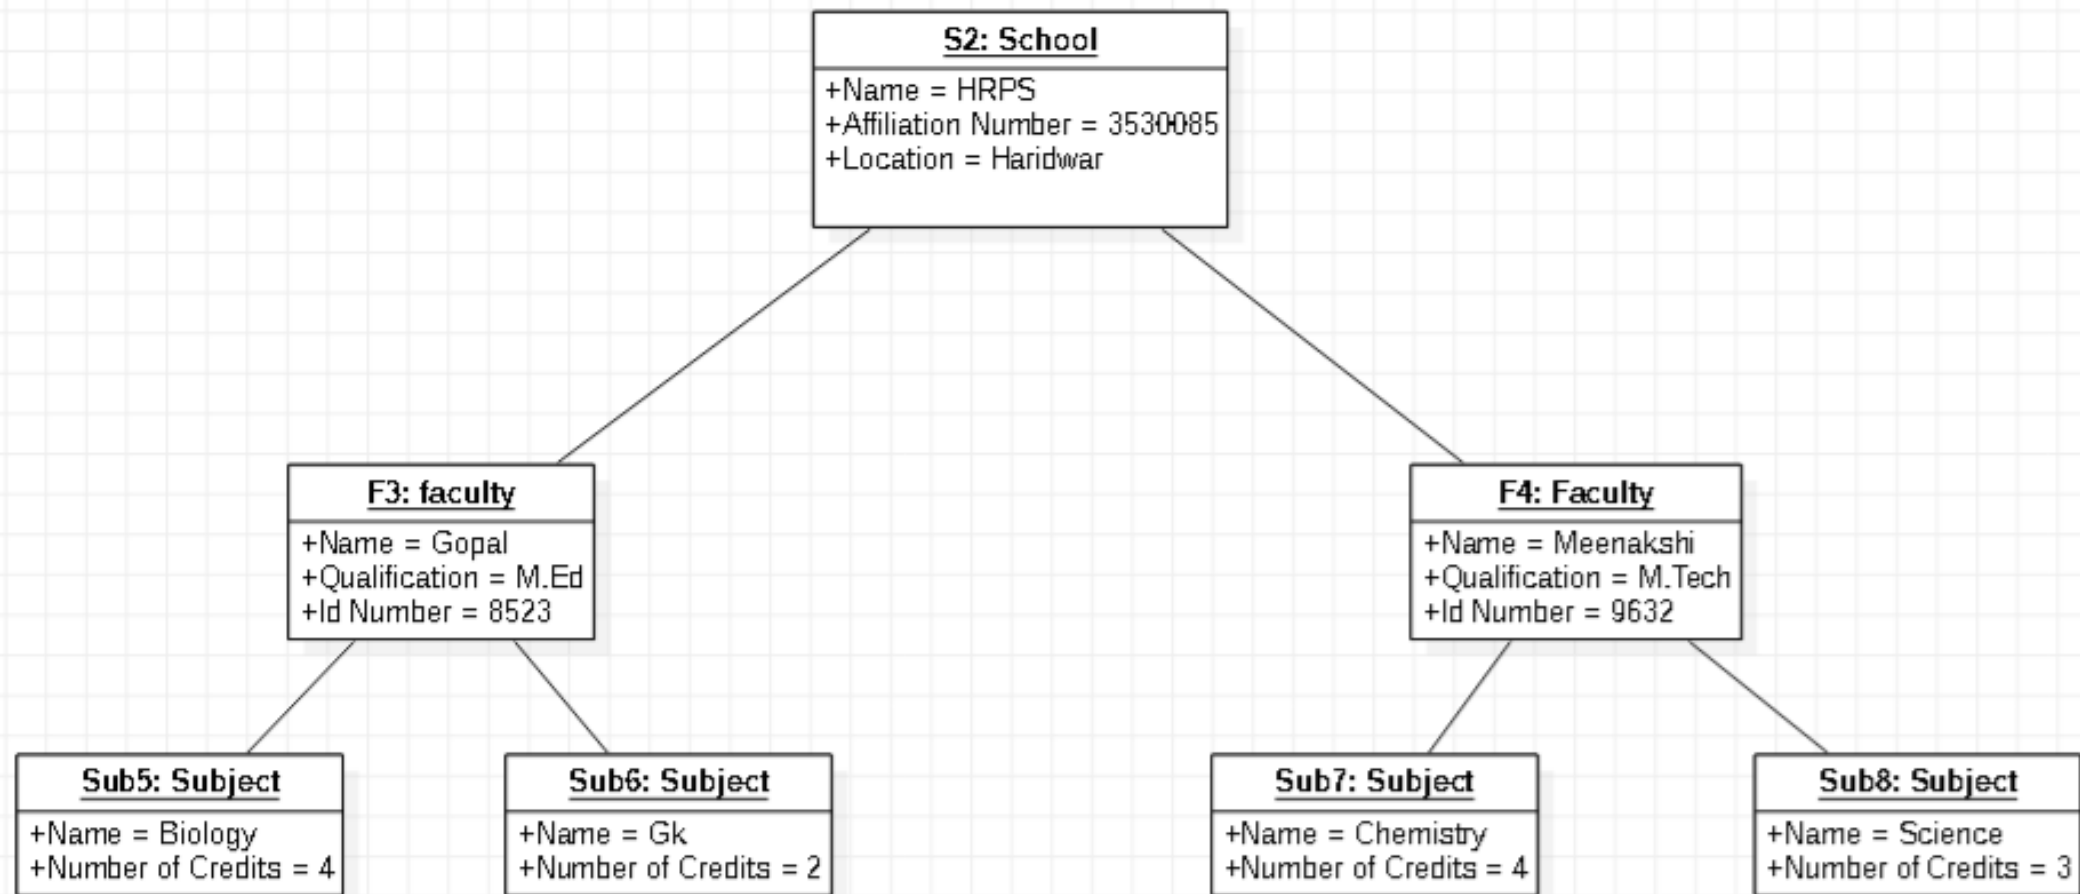 S2: School
+Name = HRPS
+Affiliation Number = 3530085
+Location = Haridwar
F3: faculty
+Name = Gopal
+Qualification = M.Ed
+Id Number = 8523
F4: Faculty
+Name = Meenakshi
+Qualification = M.Tech
+Id Number = 9632
Sub5: Subject
+Name = Biology
+Number of Credits = 4
Sub6: Subject
+Name = Gk
+Number of Credits = 2
Sub7: Subject
+Name = Chemistry
+Number of Credits = 4
Sub8: Subject
+Name = Science
+Number of Credits = 3